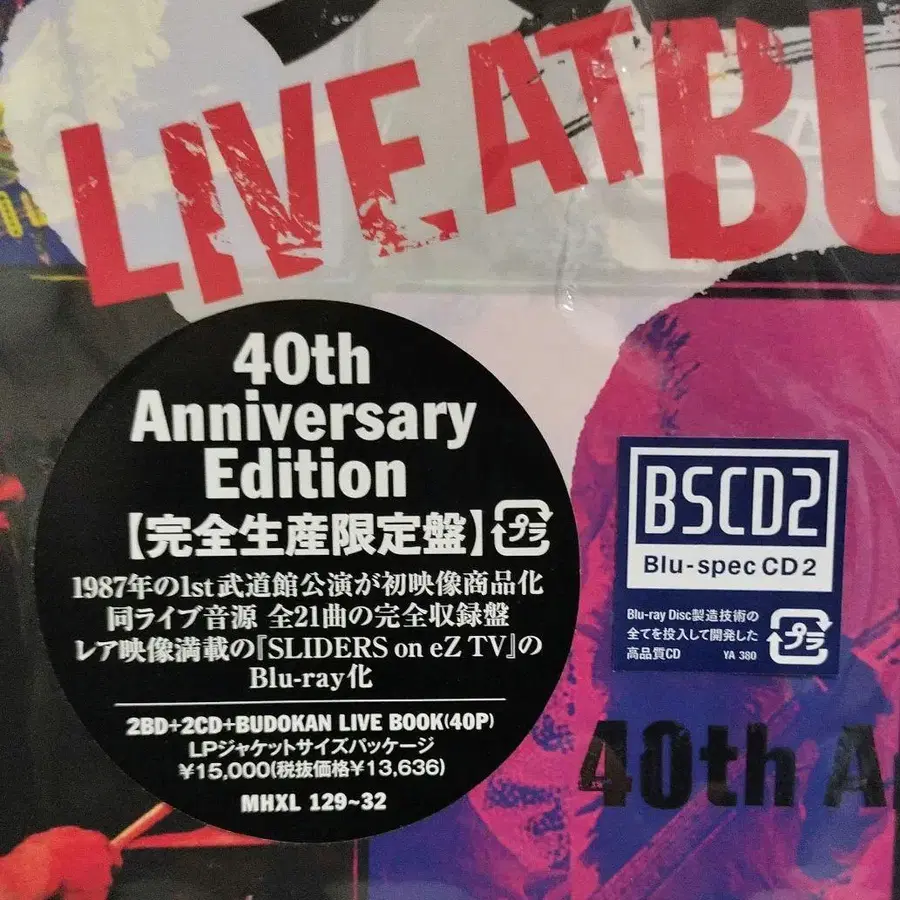 LIVE AT BU
40th
Anniversary
Edition
【完全生産限定盤】プラ
1987年の1st武道館公演が初映像商品化
同ライブ音源 全21曲の完全収録盤
レア映像満載の『SLIDERS on eZ TV』の
Blu-ray化
2BD+2CD+BUDOKAN LIVE BOOK(40P)
LPジャケットサイズパッケージ
¥15,000(税抜価格¥13,636)
MHXL 129~32
BSCD2
Blu-spec CD 2
Blu-ray Disc製造技術の
全てを投入して開発した
高品質CD YA 380
プラ
40th A